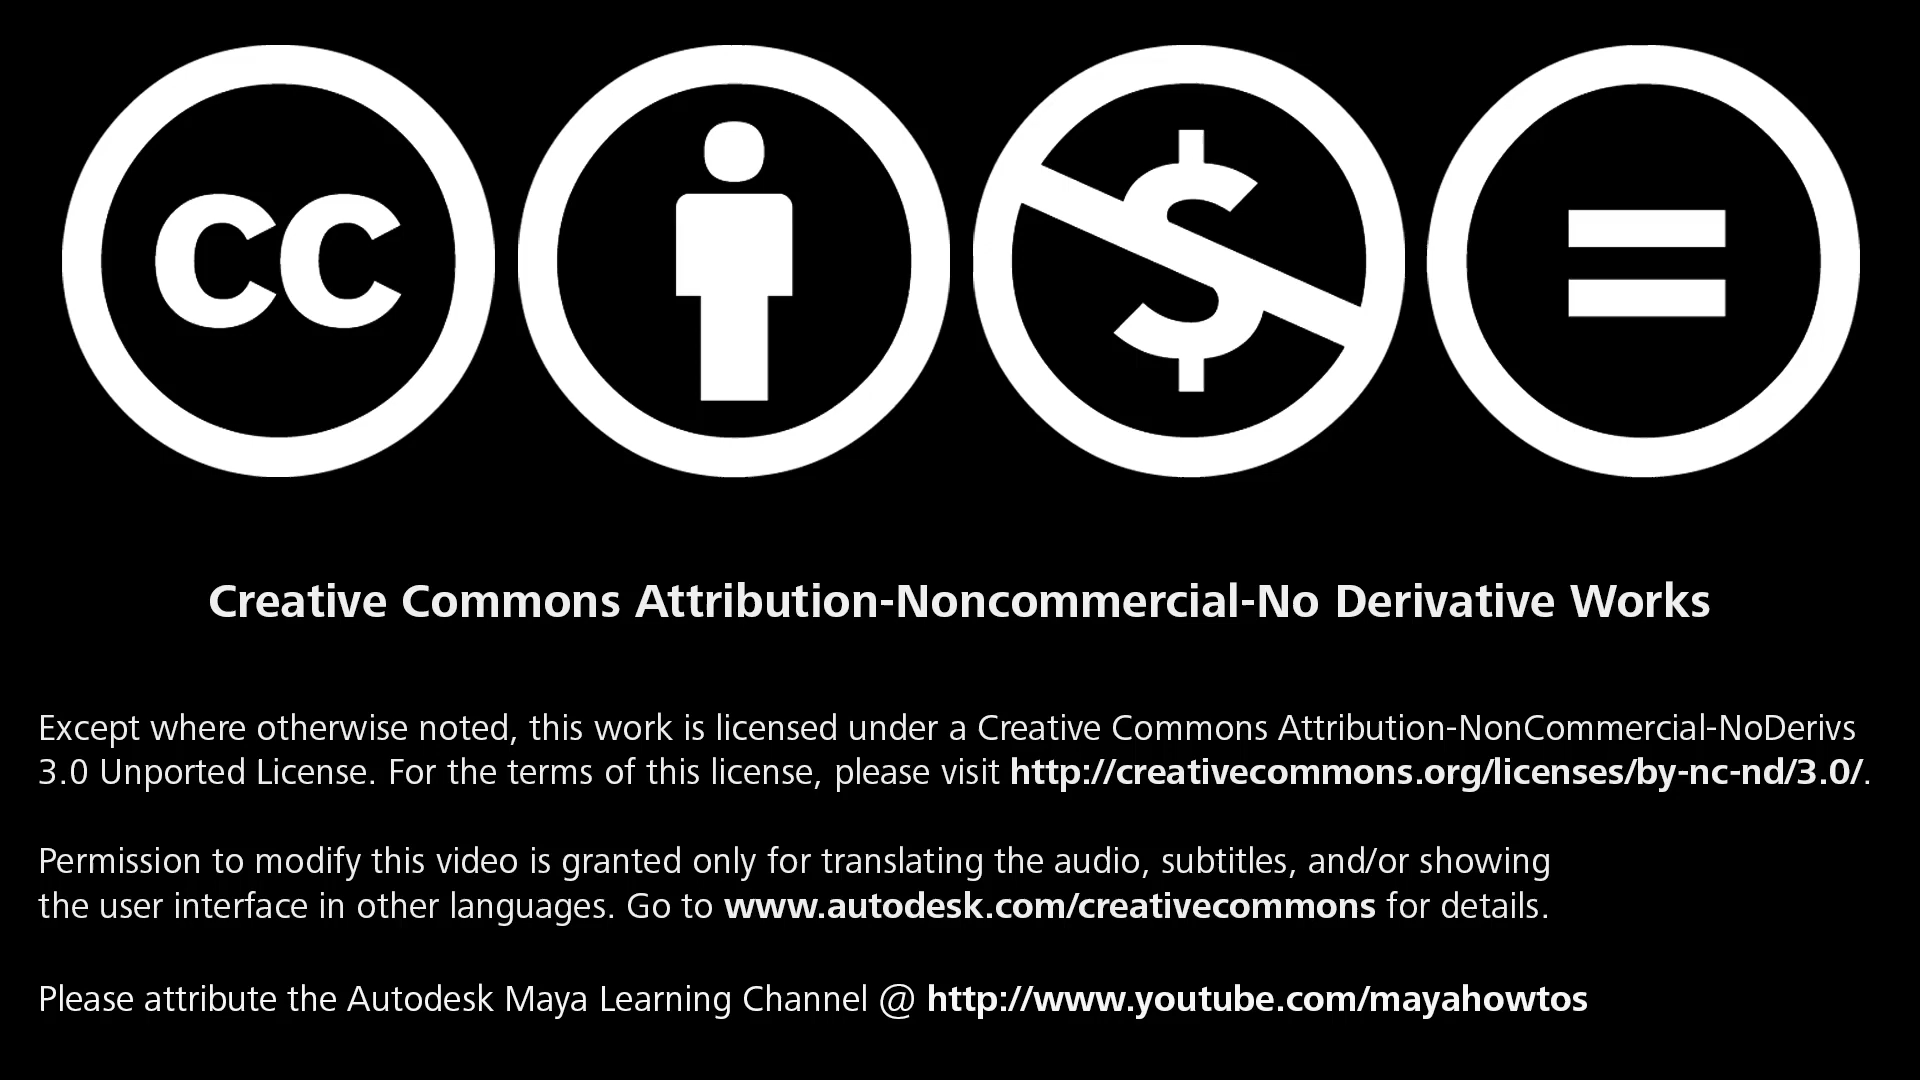 cc
$
=
Creative Commons Attribution-Noncommercial-No Derivative Works
Except where otherwise noted, this work is licensed under a Creative Commons Attribution-NonCommercial-NoDerivs
3.0 Unported License. For the terms of this license, please visit http://creativecommons.org/licenses/by-nc-nd/3.0/.
Permission to modify this video is granted only for translating the audio, subtitles, and/or showing
the user interface in other languages. Go to www.autodesk.com/creativecommons for details.
Please attribute the Autodesk Maya Learning Channel @ http://www.youtube.com/mayahowtos